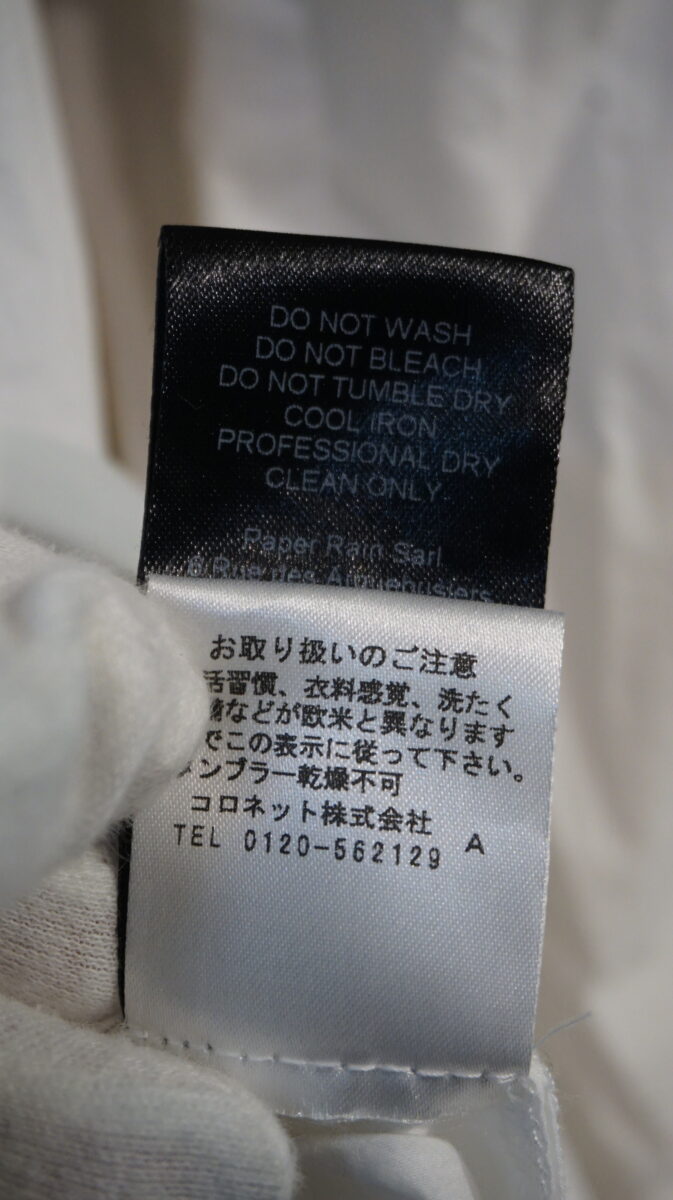 DO NOT WASH
DO NOT BLEACH
DO NOT TUMBLE DRY
COOL IRON
PROFESSIONAL DRY
CLEAN ONLY
Paper Rain Sarl
8 Rue des Arquebusiers
お取り扱いのご注意
活習慣、衣料感覚、洗たく
などが欧米と異なります
でこの表示に従って下さい。
ンブラー乾燥不可
コロネット株式会社
TEL 0120-562129 A